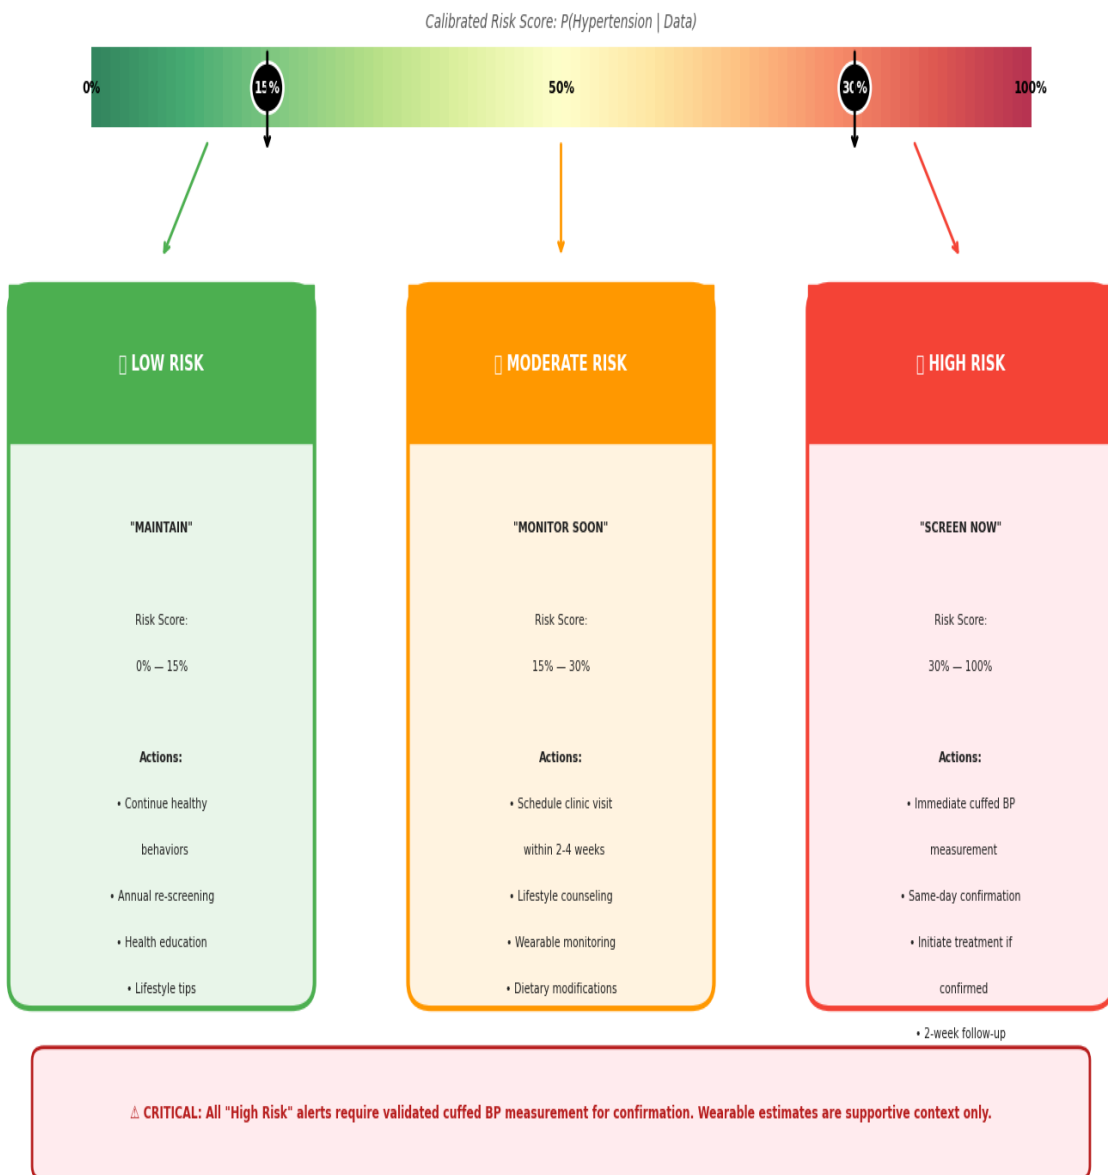 Calibrated Risk Score: P(Hypertension | Data)
0% 15% 50% 30% 100%
LOW RISK
"MAINTAIN"
Risk Score:
0% — 15%
Actions:
• Continue healthy
behaviors
• Annual re-screening
• Health education
• Lifestyle tips
MODERATE RISK
"MONITOR SOON"
Risk Score:
15% — 30%
Actions:
• Schedule clinic visit
within 2-4 weeks
• Lifestyle counseling
• Wearable monitoring
• Dietary modifications
HIGH RISK
"SCREEN NOW"
Risk Score:
30% — 100%
Actions:
• Immediate cuffed BP
measurement
• Same-day confirmation
• Initiate treatment if
confirmed
• 2-week follow-up
⚠ CRITICAL: All "High Risk" alerts require validated cuffed BP measurement for confirmation. Wearable estimates are supportive context only.